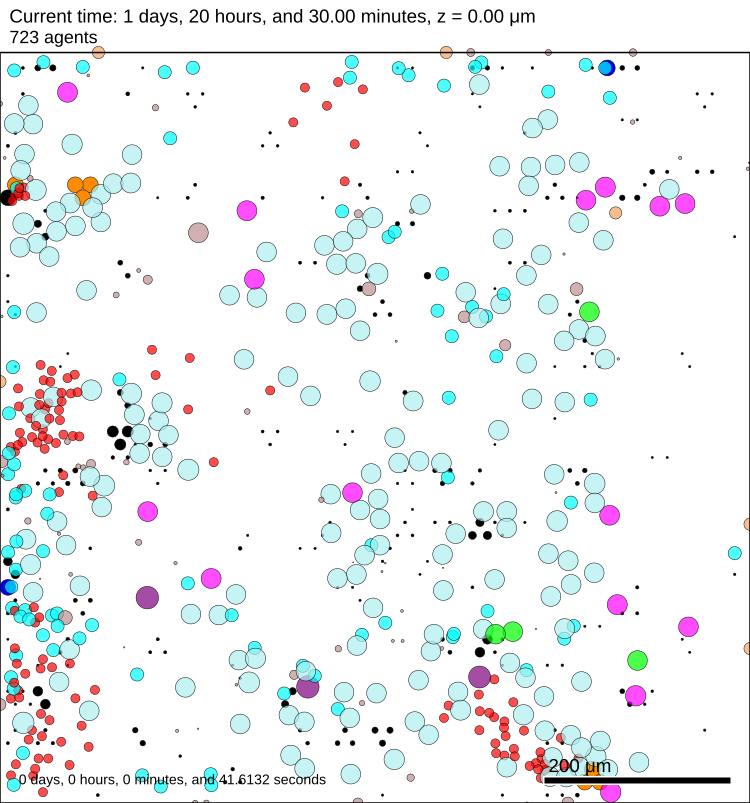 Current time: 1 days, 20 hours, and 30.00 minutes, z = 0.00 μm
723 agents
200 μm
0 days, 0 hours, 0 minutes, and 41.6132 seconds